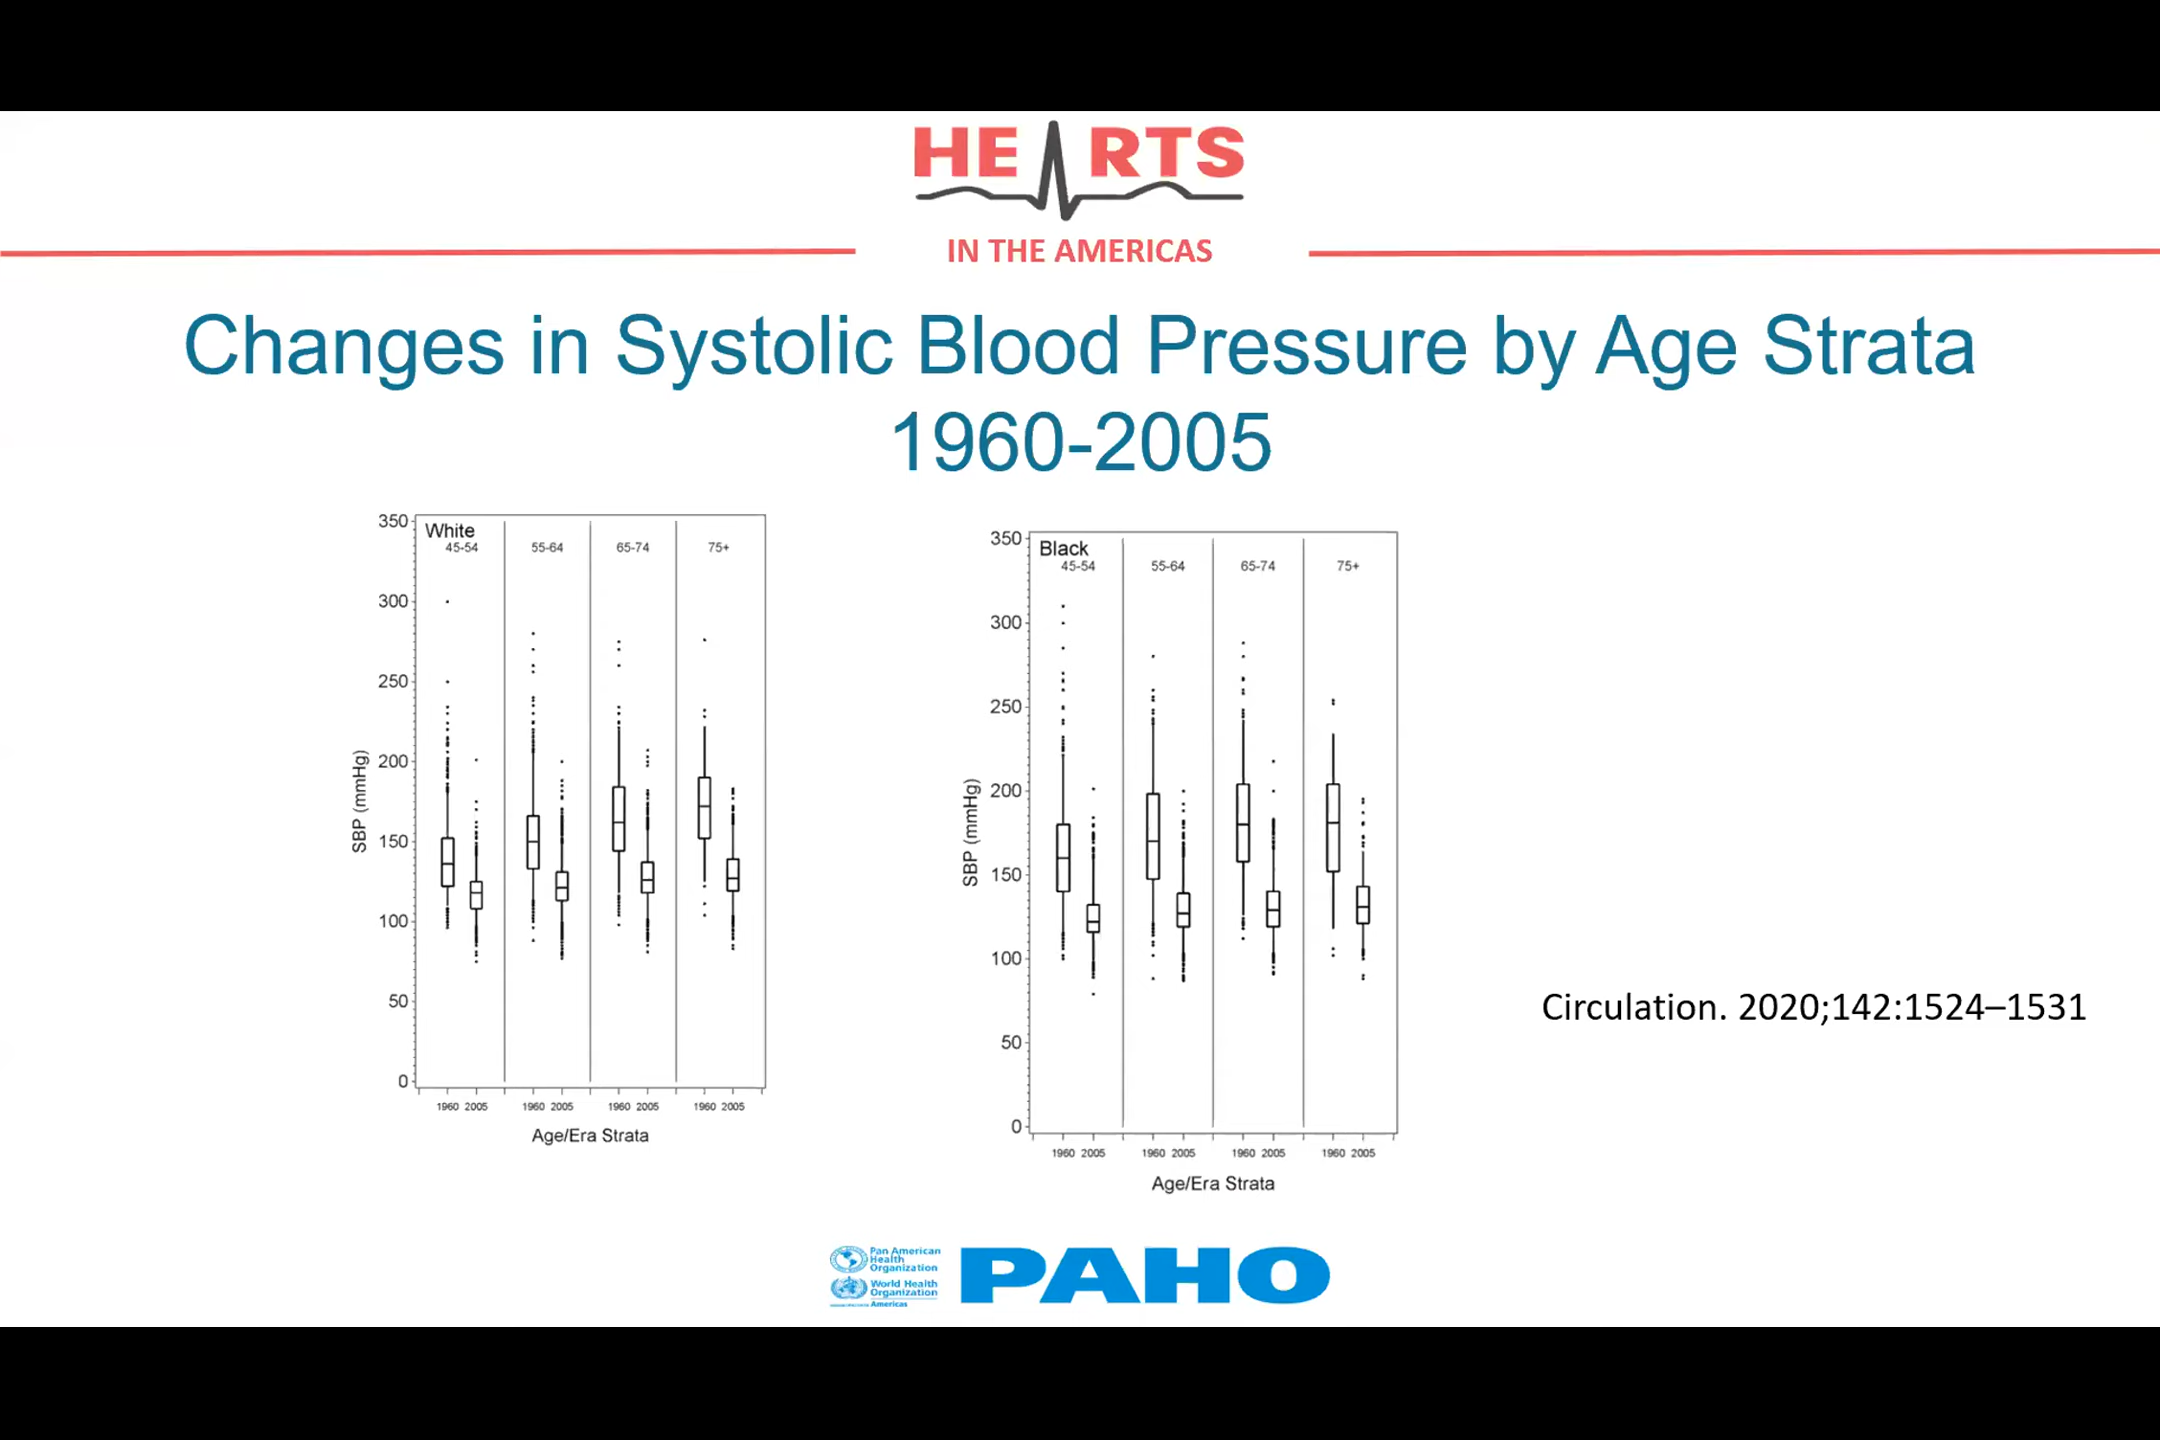 HEARTS
IN THE AMERICAS
Changes in Systolic Blood Pressure by Age Strata
1960-2005
White
45-54 55-64 65-74 75+
350
300
250
200
150
100
50
0
SBP (mmHg)
1960 2005 1960 2005 1960 2005 1960 2005
Age/Era Strata
Black
45-54 55-64 65-74 75+
350
300
250
200
150
100
50
0
SBP (mmHg)
1960 2005 1960 2005 1960 2005 1960 2005
Age/Era Strata
Circulation. 2020;142:1524–1531
Pan American
Health
Organization
World Health
Organization
Americas
PAHO